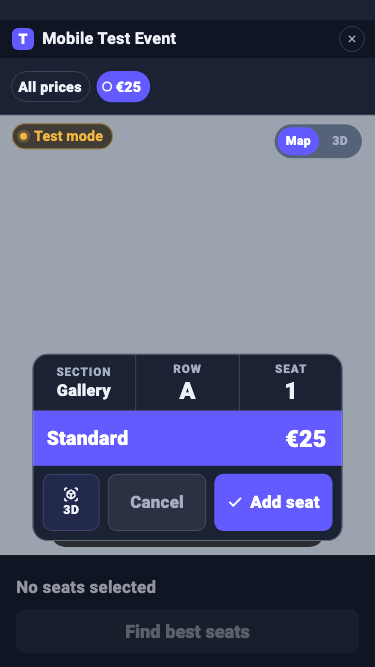 T Mobile Test Event ×
All prices €25
Test mode Map 3D
SECTION ROW SEAT
Gallery A 1
Standard €25
3D Cancel Add seat
No seats selected
Find best seats